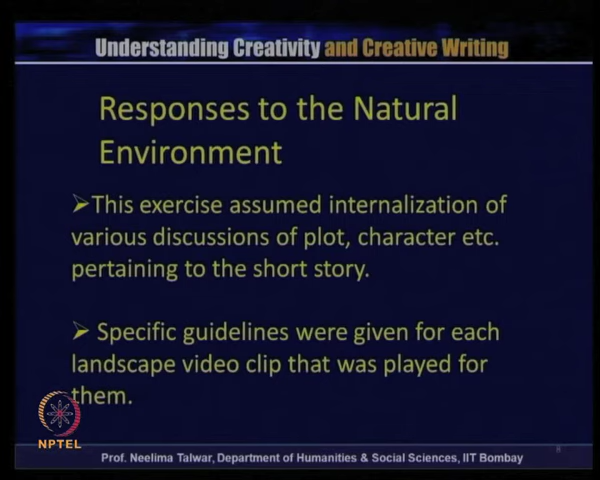 Understanding Creativity and Creative Writing
Responses to the Natural
Environment
➢This exercise assumed internalization of
various discussions of plot, character etc.
pertaining to the short story.
➢ Specific guidelines were given for each
landscape video clip that was played for
them.
NPTEL
Prof. Neelima Talwar, Department of Humanities & Social Sciences, IIT Bombay
8